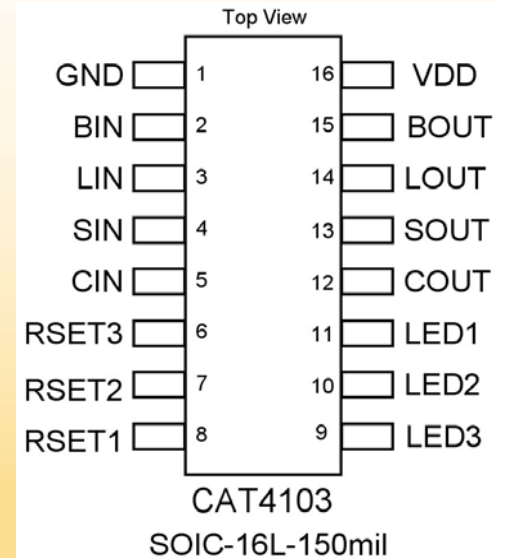 Top View
GND 1 16 VDD
BIN 2 15 BOUT
LIN 3 14 LOUT
SIN 4 13 SOUT
CIN 5 12 COUT
RSET3 6 11 LED1
RSET2 7 10 LED2
RSET1 8 9 LED3
CAT4103
SOIC-16L-150mil